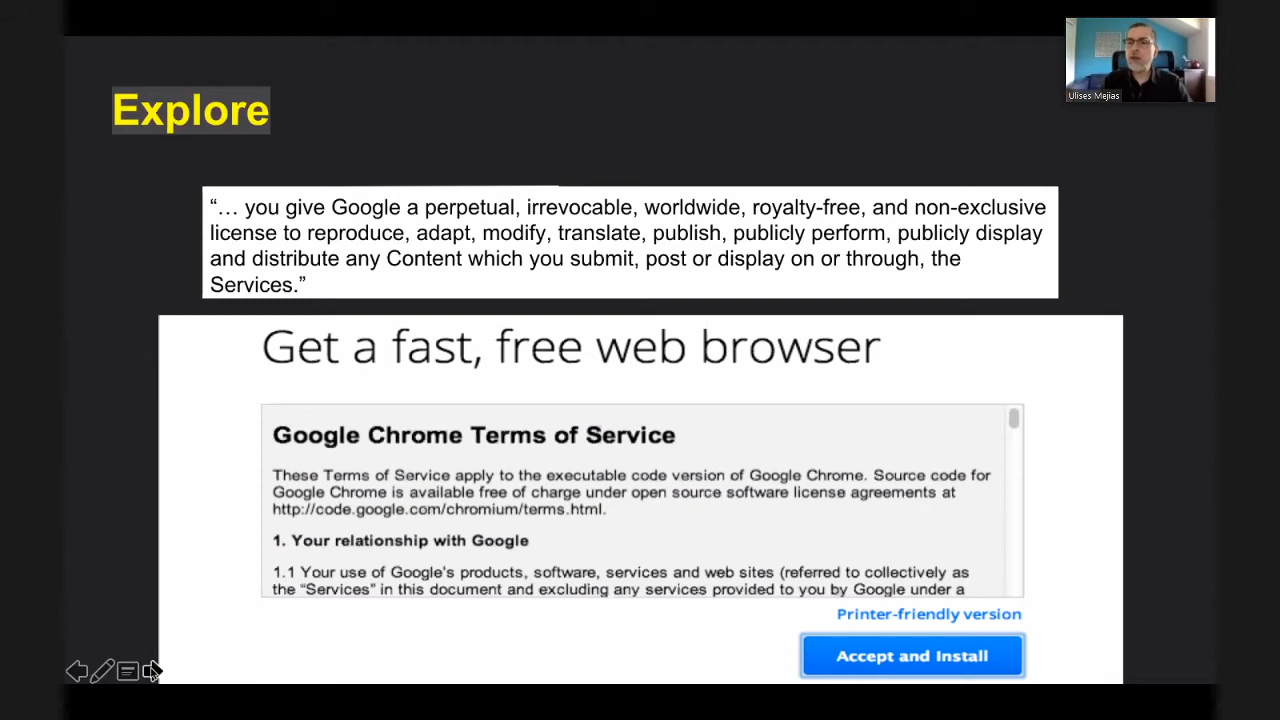 Ulises Mejias
Explore
“… you give Google a perpetual, irrevocable, worldwide, royalty-free, and non-exclusive
license to reproduce, adapt, modify, translate, publish, publicly perform, publicly display
and distribute any Content which you submit, post or display on or through, the
Services.”
Get a fast, free web browser
Google Chrome Terms of Service
These Terms of Service apply to the executable code version of Google Chrome. Source code for
Google Chrome is available free of charge under open source software license agreements at
http://code.google.com/chromium/terms.html.
1. Your relationship with Google
1.1 Your use of Google's products, software, services and web sites (referred to collectively as
the “Services” in this document and excluding any services provided to you by Google under a
Printer-friendly version
Accept and Install